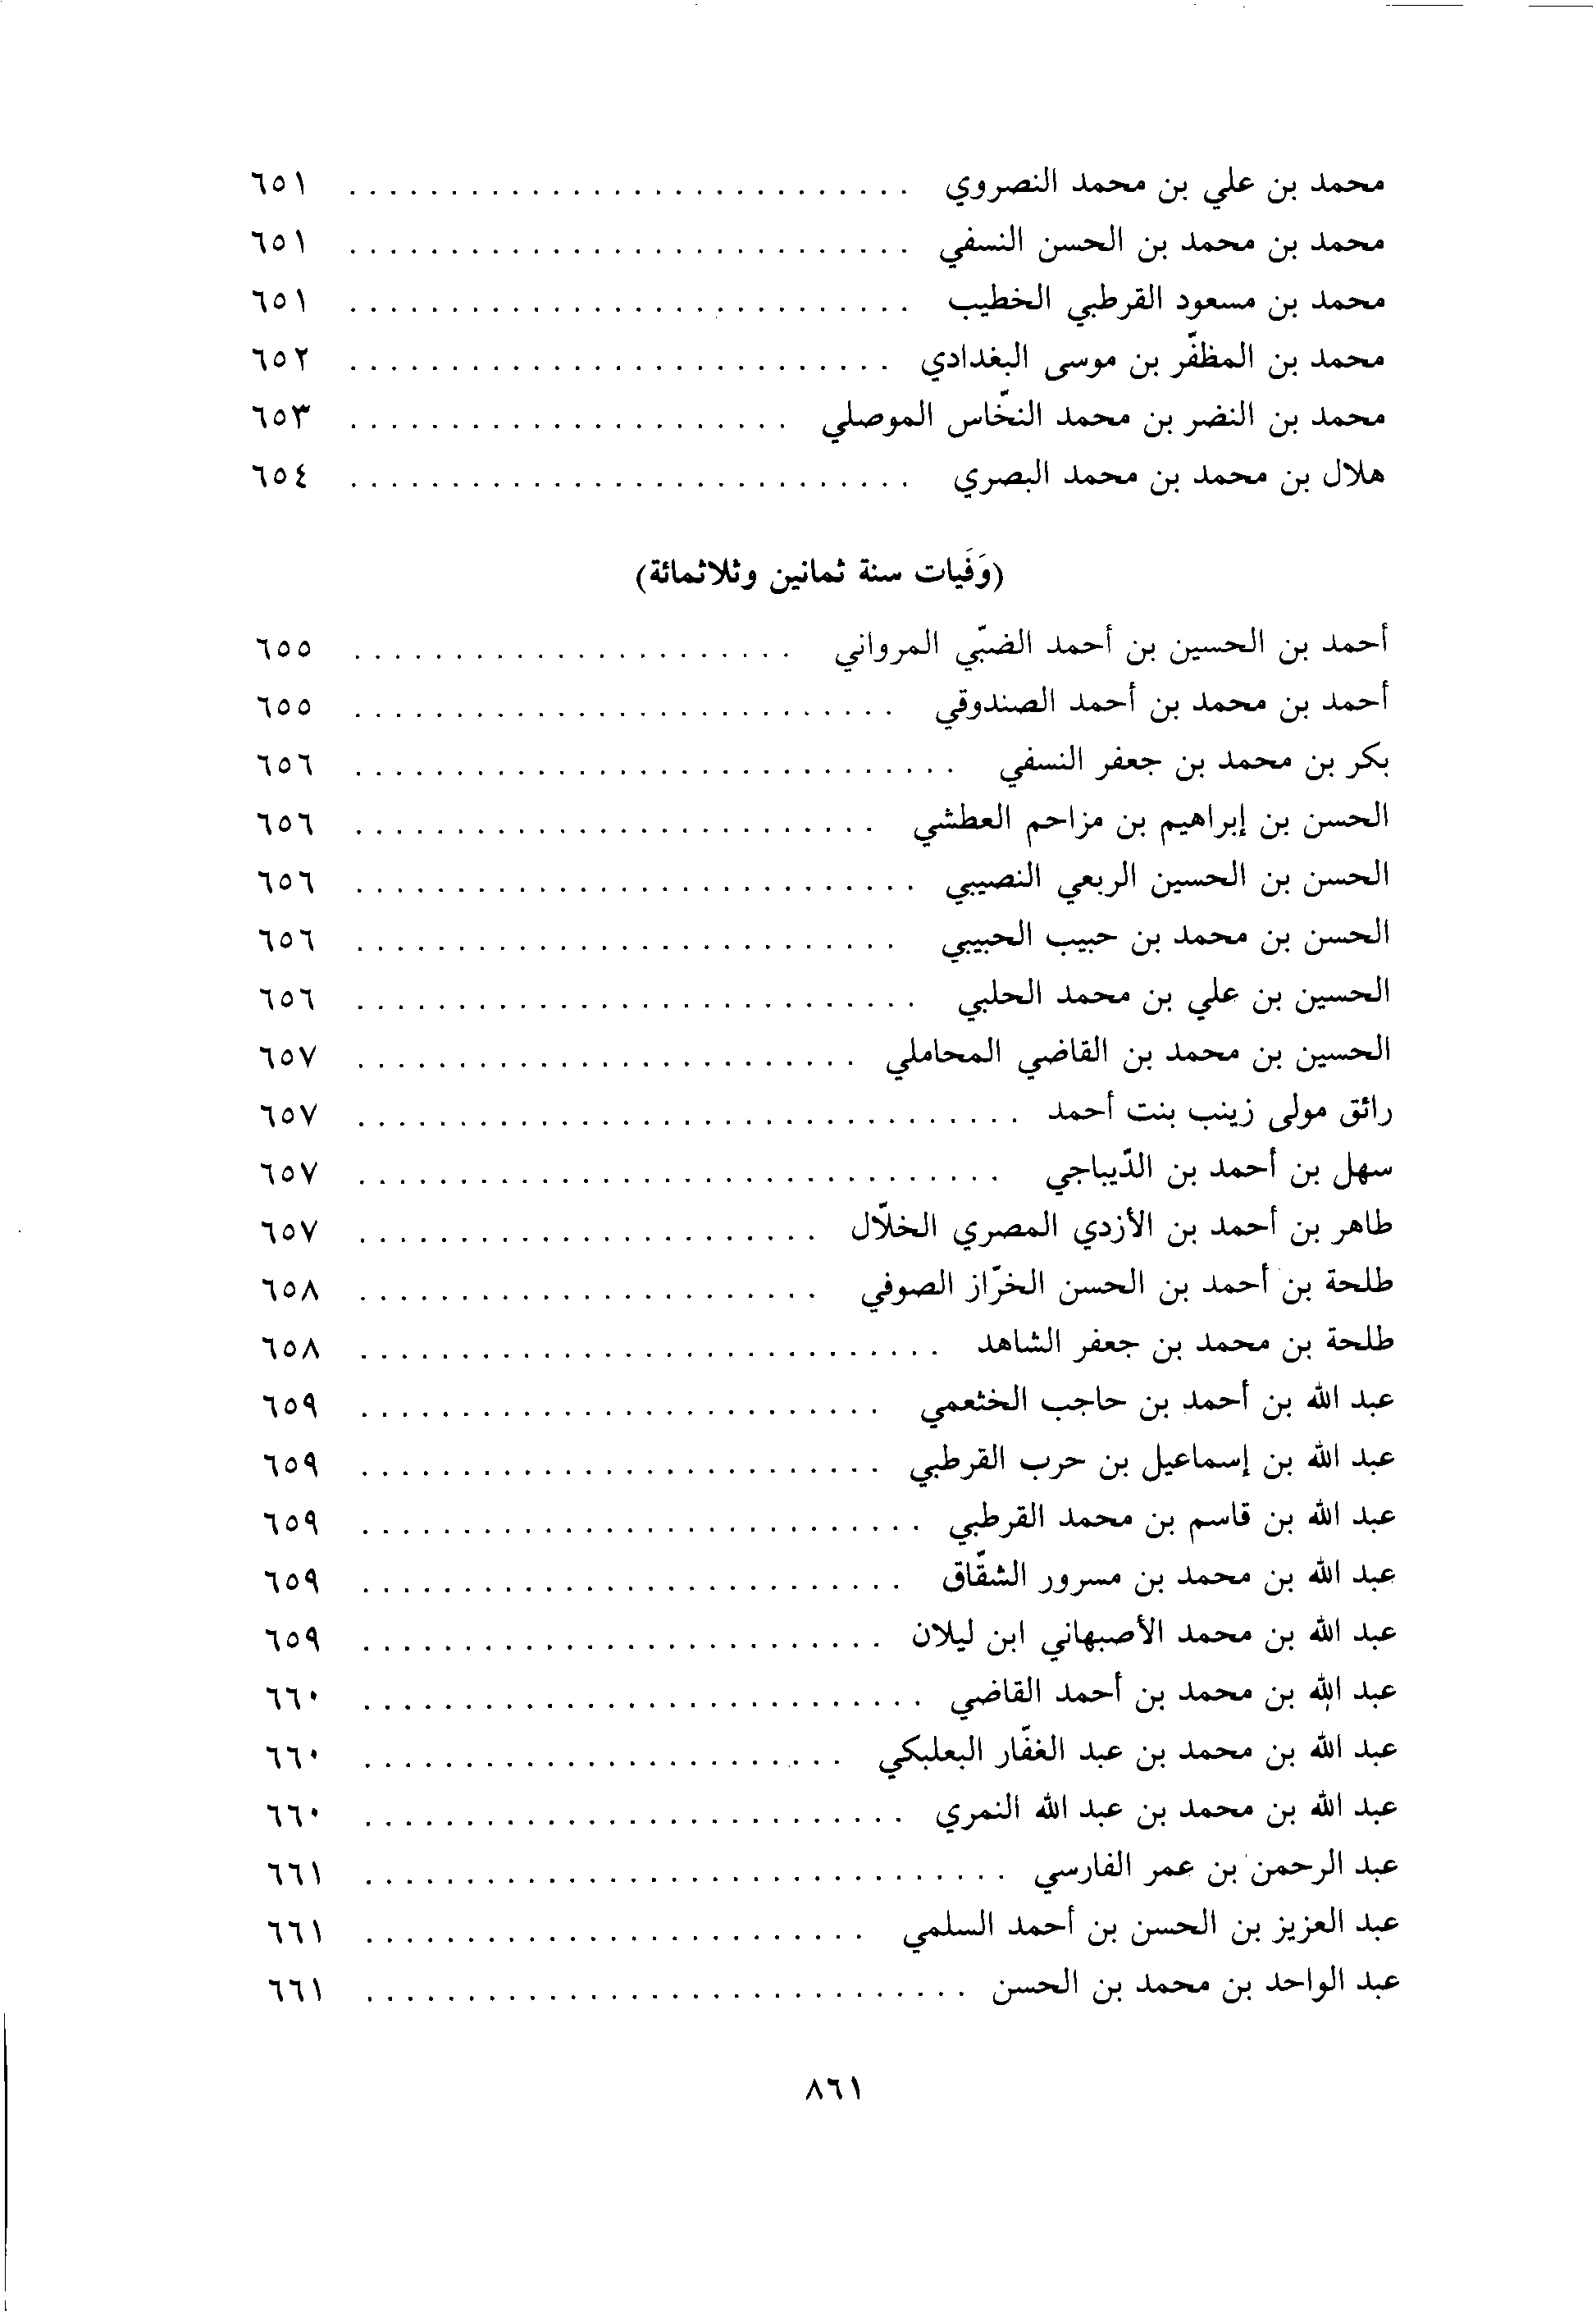 محمد بن علي بن محمد النصروي ............................ ٦٥١
محمد بن محمد بن الحسن النسفي ............................ ٦٥١
محمد بن مسعود القرطبي الخطيب ............................ ٦٥١
محمد بن المظفّر بن موسى البغدادي ........................... ٦٥٢
محمد بن النضر بن محمد النخّاس الموصلي ...................... ٦٥٣
هلال بن محمد بن محمد البصري ............................ ٦٥٤
(وَفَيات سنة ثمانين وثلاثمائة)
أحمد بن الحسين بن أحمد الضبّي المرواني ...................... ٦٥٥
أحمد بن محمد بن أحمد الصندوقي ........................... ٦٥٥
بكر بن محمد بن جعفر النسفي .............................. ٦٥٦
الحسن بن إبراهيم بن مزاحم العطشي .......................... ٦٥٦
الحسن بن الحسين الربعي النصيبي ............................ ٦٥٦
الحسن بن محمد بن حبيب الحبيبي ........................... ٦٥٦
الحسين بن علي بن محمد الحلبي ............................ ٦٥٦
الحسين بن محمد بن القاضي المحاملي ......................... ٦٥٧
رائق مولى زينب بنت أحمد ................................. ٦٥٧
سهل بن أحمد بن الدّيباجي ................................ ٦٥٧
طاهر بن أحمد بن الأزدي المصري الخلّال ....................... ٦٥٧
طلحة بن أحمد بن الحسن الخرّاز الصوفي ....................... ٦٥٨
طلحة بن محمد بن جعفر الشاهد ............................. ٦٥٨
عبد الله بن أحمد بن حاجب الخثعمي .......................... ٦٥٩
عبد الله بن إسماعيل بن حرب القرطبي .......................... ٦٥٩
عبد الله بن قاسم بن محمد القرطبي ............................ ٦٥٩
عبد الله بن محمد بن مسرور الشقّاق ........................... ٦٥٩
عبد الله بن محمد الأصبهاني ابن ليلان .......................... ٦٥٩
عبد الله بن محمد بن أحمد القاضي ............................ ٦٦٠
عبد الله بن محمد بن عبد الغفّار البعلبكي ........................ ٦٦٠
عبد الله بن محمد بن عبد الله النمري ........................... ٦٦٠
عبد الرحمن بن عمر الفارسي ................................ ٦٦١
عبد العزيز بن الحسن بن أحمد السلمي ......................... ٦٦١
عبد الواحد بن محمد بن الحسن .............................. ٦٦١
٨٦١